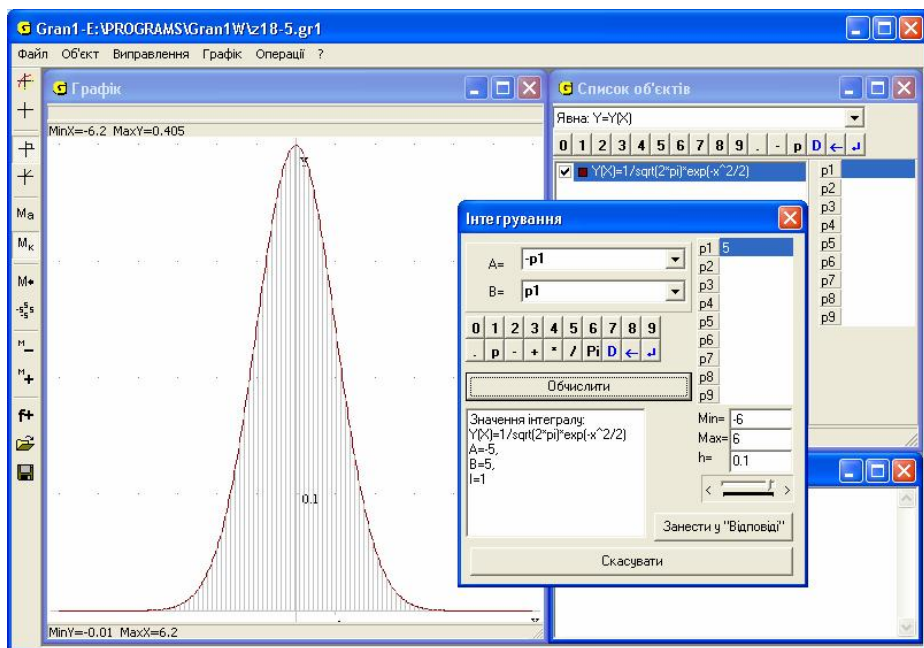 Gran1-E:\PROGRAMS\Gran1W\z18-5.gr1
Файл Об'єкт Виправлення Графік Операції ?
Графік
MinX=-6.2 MaxY=0.405
Y
0.1
MinY=-0.01 MaxX=6.2
Mа
Mк
M+
f+
Список об'єктів
Явна: Y=Y(X)
0 1 2 3 4 5 6 7 8 9 . - p D ← ↲
Y(X)=1/sqrt(2*pi)*exp(-x^2/2)
p1
p2
p3
p4
p5
p6
p7
p8
p9
Інтегрування
A= -p1
B= p1
0 1 2 3 4 5 6 7 8 9
. p - + * / Pi D ← ↲
Обчислити
p1 5
p2
p3
p4
p5
p6
p7
p8
p9
Значення інтегралу:
Y(X)=1/sqrt(2*pi)*exp(-x^2/2)
A=-5,
B=5,
I=1
Min= -6
Max= 6
h= 0.1
< >
Занести у "Відповіді"
Скасувати